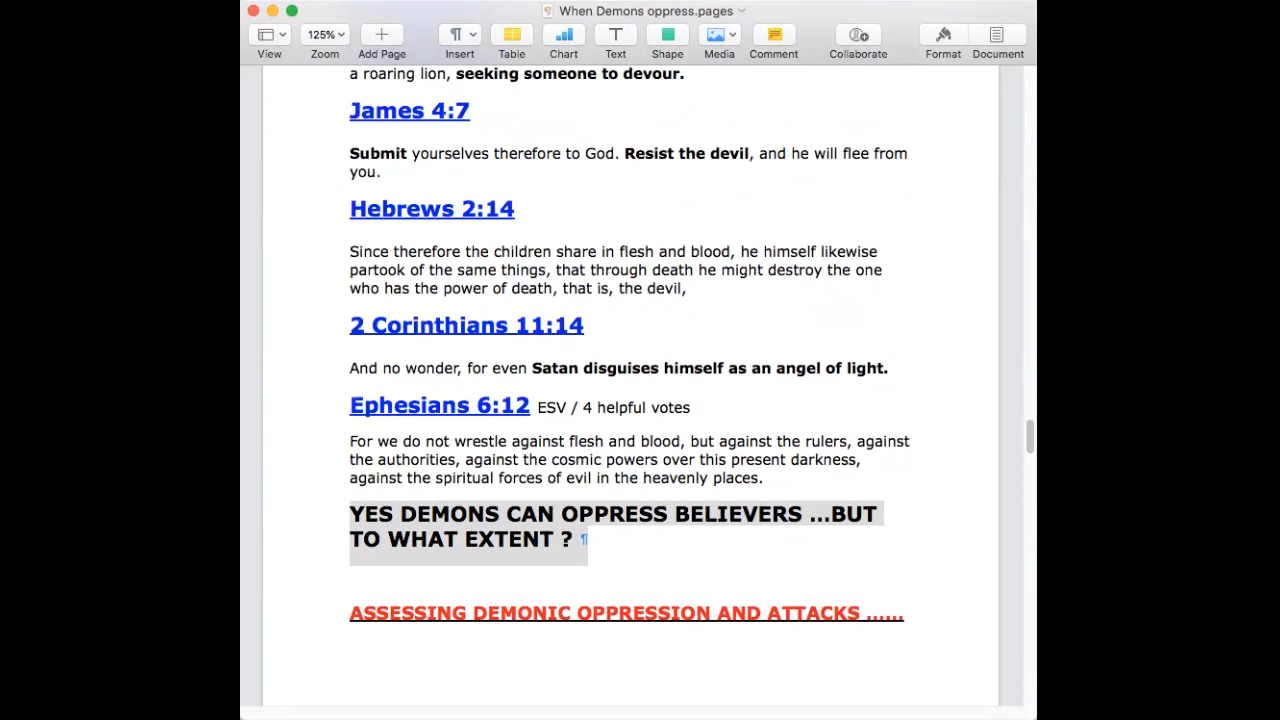 When Demons oppress.pages
125%
View
Zoom
Add Page
Insert
Table
Chart
Text
Shape
Media
Comment
Collaborate
Format
Document
a roaring lion, seeking someone to devour.
James 4:7
Submit yourselves therefore to God. Resist the devil, and he will flee from
you.
Hebrews 2:14
Since therefore the children share in flesh and blood, he himself likewise
partook of the same things, that through death he might destroy the one
who has the power of death, that is, the devil,
2 Corinthians 11:14
And no wonder, for even Satan disguises himself as an angel of light.
Ephesians 6:12 ESV / 4 helpful votes
For we do not wrestle against flesh and blood, but against the rulers, against
the authorities, against the cosmic powers over this present darkness,
against the spiritual forces of evil in the heavenly places.
YES DEMONS CAN OPPRESS BELIEVERS ...BUT
TO WHAT EXTENT ? ¶
ASSESSING DEMONIC OPPRESSION AND ATTACKS ......